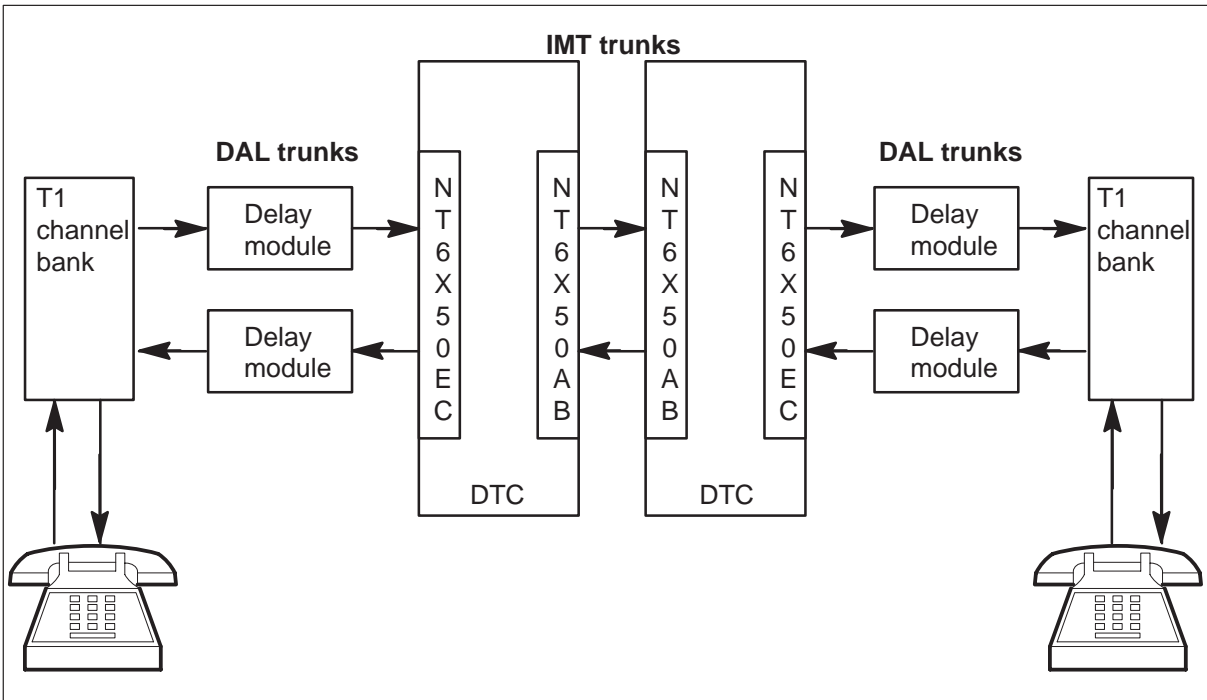 IMT trunks
DAL trunks
DAL trunks
T1
channel
bank
Delay
module
Delay
module
N
T
6
X
5
0
E
C
N
T
6
X
5
0
A
B
DTC
N
T
6
X
5
0
A
B
N
T
6
X
5
0
E
C
DTC
Delay
module
Delay
module
T1
channel
bank